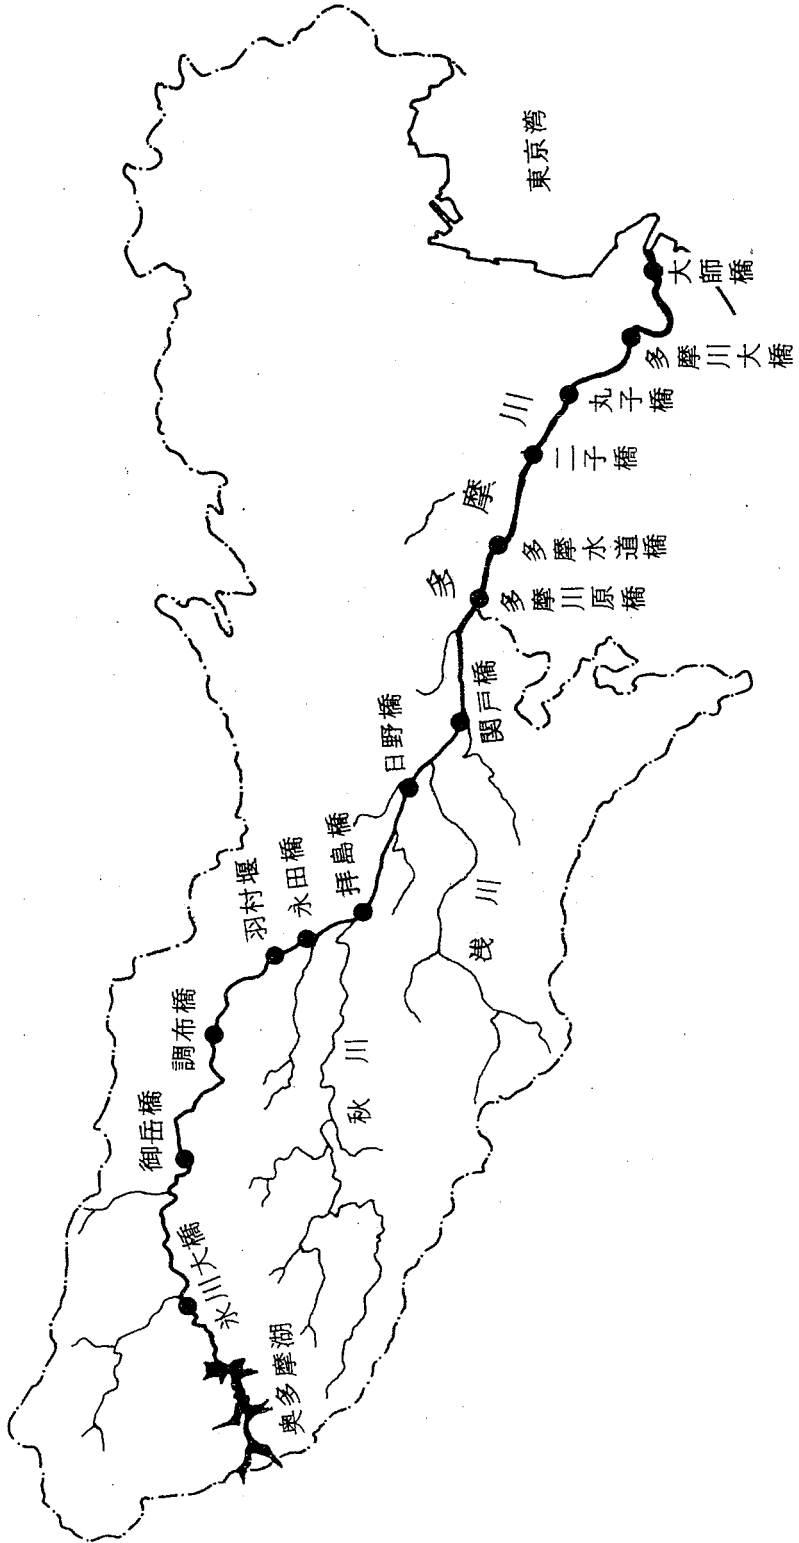 奥多摩湖
氷川大橋
御岳橋
調布橋
羽村堰
永田橋
拝島橋
日野橋
関戸橋
多摩川原橋
多摩水道橋
二子橋
丸子橋
多摩川大橋
大師橋
多摩川
秋川
浅川
東京湾